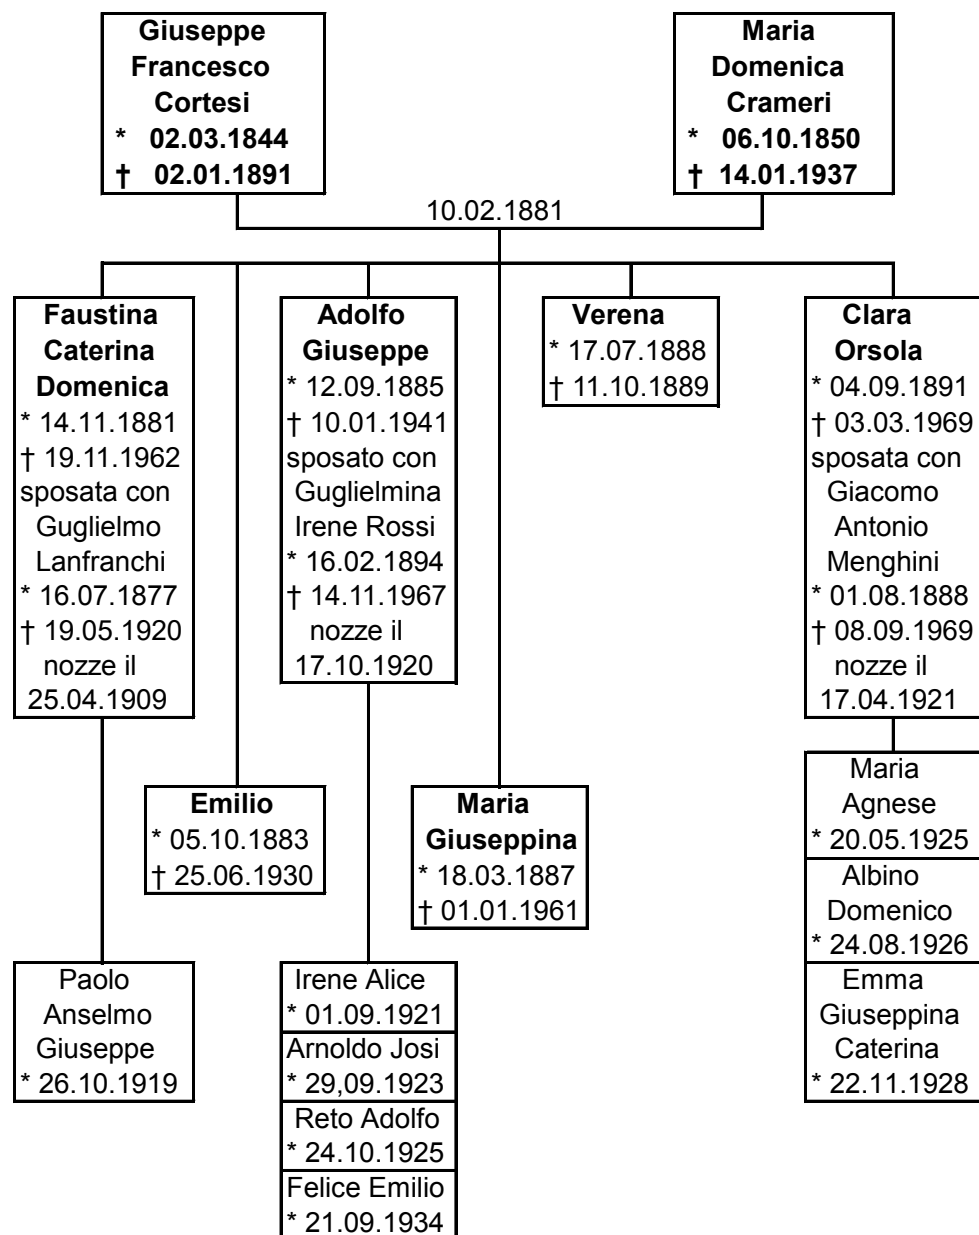 Giuseppe
Francesco
Cortesi
* 02.03.1844
† 02.01.1891
Maria
Domenica
Crameri
* 06.10.1850
† 14.01.1937
10.02.1881
Faustina
Caterina
Domenica
* 14.11.1881
† 19.11.1962
sposata con
Guglielmo
Lanfranchi
* 16.07.1877
† 19.05.1920
nozze il
25.04.1909
Adolfo
Giuseppe
* 12.09.1885
† 10.01.1941
sposato con
Guglielmina
Irene Rossi
* 16.02.1894
† 14.11.1967
nozze il
17.10.1920
Verena
* 17.07.1888
† 11.10.1889
Clara
Orsola
* 04.09.1891
† 03.03.1969
sposata con
Giacomo
Antonio
Menghini
* 01.08.1888
† 08.09.1969
nozze il
17.04.1921
Emilio
* 05.10.1883
† 25.06.1930
Maria
Giuseppina
* 18.03.1887
† 01.01.1961
Paolo
Anselmo
Giuseppe
* 26.10.1919
Irene Alice
* 01.09.1921
Arnoldo Josi
* 29,09.1923
Reto Adolfo
* 24.10.1925
Felice Emilio
* 21.09.1934
Maria
Agnese
* 20.05.1925
Albino
Domenico
* 24.08.1926
Emma
Giuseppina
Caterina
* 22.11.1928